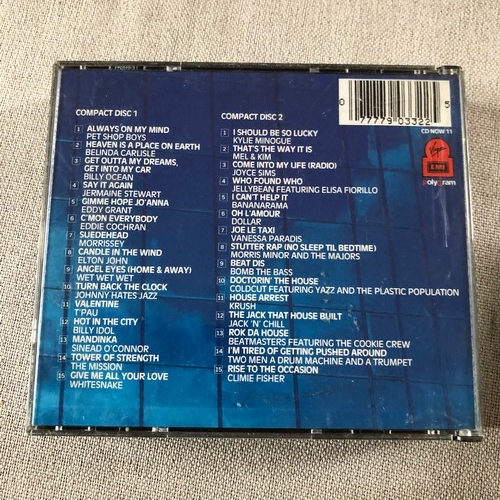 COMPACT DISC 1
1 ALWAYS ON MY MIND
PET SHOP BOYS
2 HEAVEN IS A PLACE ON EARTH
BELINDA CARLISLE
3 GET OUTTA MY DREAMS,
GET INTO MY CAR
BILLY OCEAN
4 SAY IT AGAIN
JERMAINE STEWART
5 GIMME HOPE JO'ANNA
EDDY GRANT
6 C'MON EVERYBODY
EDDIE COCHRAN
7 SUEDEHEAD
MORRISSEY
8 CANDLE IN THE WIND
ELTON JOHN
9 ANGEL EYES (HOME & AWAY)
WET WET WET
10 TURN BACK THE CLOCK
JOHNNY HATES JAZZ
11 VALENTINE
T'PAU
12 HOT IN THE CITY
BILLY IDOL
13 MANDINKA
SINEAD O'CONNOR
14 TOWER OF STRENGTH
THE MISSION
15 GIVE ME ALL YOUR LOVE
WHITESNAKE
COMPACT DISC 2
1 I SHOULD BE SO LUCKY
KYLIE MINOGUE
2 THAT'S THE WAY IT IS
MEL & KIM
3 COME INTO MY LIFE (RADIO)
JOYCE SIMS
4 WHO FOUND WHO
JELLYBEAN FEATURING ELISA FIORILLO
5 I CAN'T HELP IT
BANANARAMA
6 OH L'AMOUR
DOLLAR
7 JOE LE TAXI
VANESSA PARADIS
8 STUTTER RAP (NO SLEEP TIL BEDTIME)
MORRIS MINOR AND THE MAJORS
9 BEAT DIS
BOMB THE BASS
10 DOCTORIN' THE HOUSE
COLDCUT FEATURING YAZZ AND THE PLASTIC POPULATION
11 HOUSE ARREST
KRUSH
12 THE JACK THAT HOUSE BUILT
JACK 'N' CHILL
13 ROK DA HOUSE
BEATMASTERS FEATURING THE COOKIE CREW
14 I'M TIRED OF GETTING PUSHED AROUND
TWO MEN A DRUM MACHINE AND A TRUMPET
15 RISE TO THE OCCASION
CLIMIE FISHER
0 77779 03322 5
CD NOW 11
Virgin
EMI
polygram